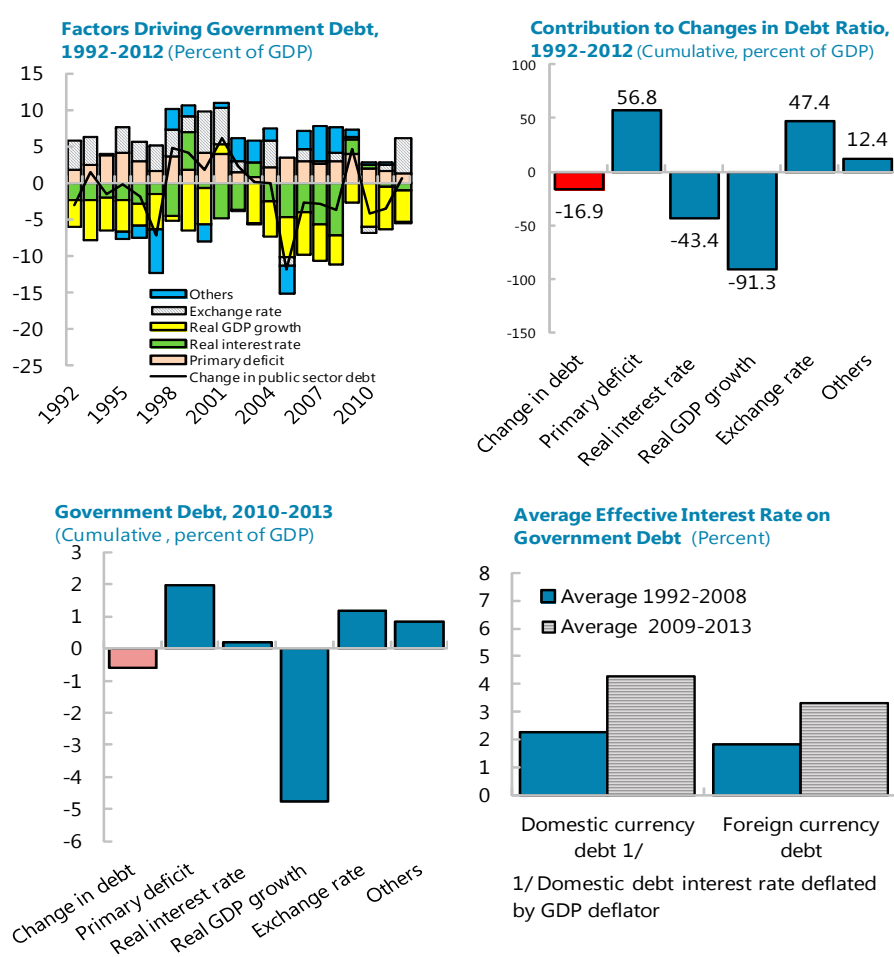 Factors Driving Government Debt,
1992-2012 (Percent of GDP)
15
10
5
0
-5
-10
-15
-20
-25
Others
Exchange rate
Real GDP growth
Real interest rate
Primary deficit
Change in public sector debt
1992
1995
1998
2001
2004
2007
2010
Contribution to Changes in Debt Ratio,
1992-2012 (Cumulative, percent of GDP)
100
50
0
-50
-100
-150
-16.9
56.8
-43.4
-91.3
47.4
12.4
Change in debt
Primary deficit
Real interest rate
Real GDP growth
Exchange rate
Others
Government Debt, 2010-2013
(Cumulative , percent of GDP)
3
2
1
0
-1
-2
-3
-4
-5
-6
Change in debt
Primary deficit
Real interest rate
Real GDP growth
Exchange rate
Others
Average Effective Interest Rate on
Government Debt (Percent)
8
7
6
5
4
3
2
1
0
Average 1992-2008
Average 2009-2013
Domestic currency
debt 1/
Foreign currency
debt
1/ Domestic debt interest rate deflated
by GDP deflator